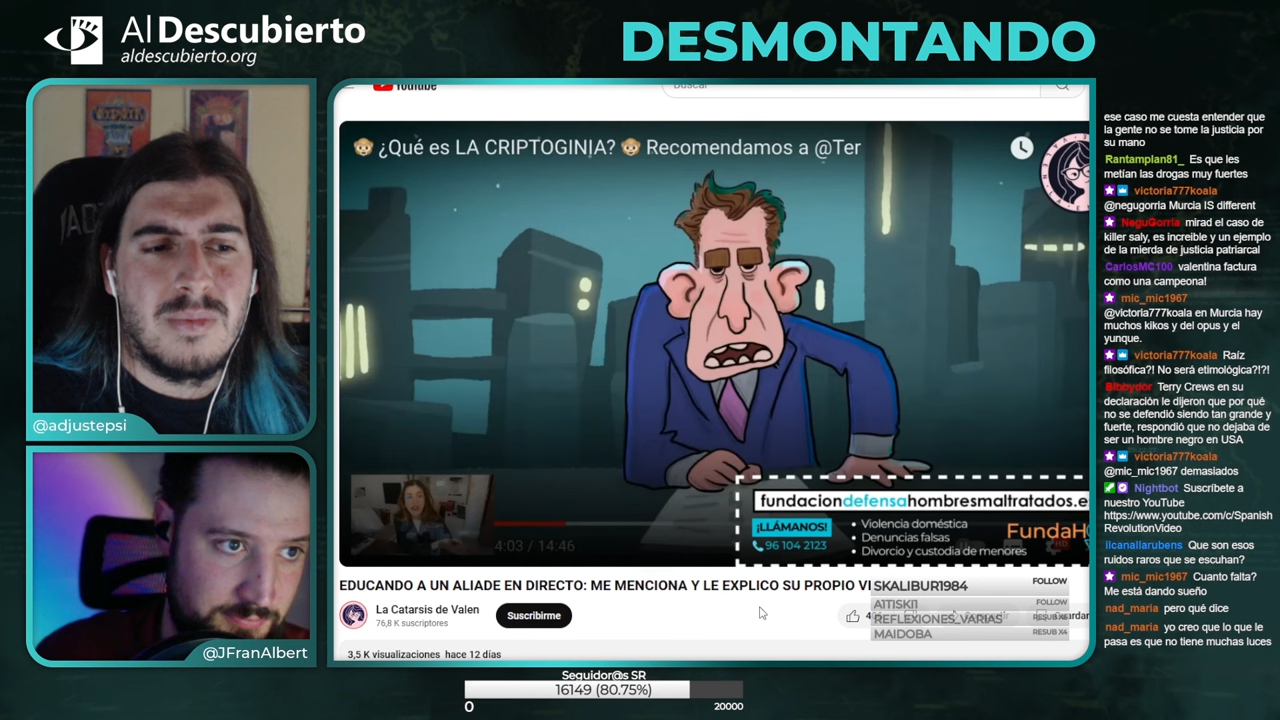 Al Descubierto
aldescubierto.org
DESMONTANDO
@adjustepsi
@JFranAlbert
YouTube
Buscar
¿Qué es LA CRIPTOGINIA? Recomendamos a @Ter
fundaciondefensahombresmaltratados.e
¡LLÁMANOS!
96 104 2123
• Violencia doméstica
• Denuncias falsas
• Divorcio y custodia de menores
FundaH
4:03 / 14:46
EDUCANDO A UN ALIADE EN DIRECTO: ME MENCIONA Y LE EXPLICO SU PROPIO VI
La Catarsis de Valen
76,8 K suscriptores
Suscribirme
SKALIBUR1984 FOLLOW
AITISKI1 FOLLOW
REFLEXIONES_VARIAS RESUB X6
MAIDOBA RESUB X4
3,5 K visualizaciones hace 12 días
Seguidor@s SR
16149 (80.75%)
0
20000
ese caso me cuesta entender que
la gente no se tome la justicia por
su mano
Rantamplan81_ Es que les
metían las drogas muy fuertes
victoria777koala
@negugorria Murcia IS different
NeguGorria mirad el caso de
killer saly, es increible y un ejemplo
de la mierda de justicia patriarcal
CarlosMC100 valentina factura
como una campeona!
mic_mic1967
@victoria777koala en Murcia hay
muchos kikos y del opus y el
yunque.
victoria777koala Raíz
filosófica?! No será etimológica?!?!
Bibbydor Terry Crews en su
declaración le dijeron que por qué
no se defendió siendo tan grande y
fuerte, respondió que no dejaba de
ser un hombre negro en USA
victoria777koala
@mic_mic1967 demasiados
Nightbot Suscríbete a
nuestro YouTube
https://www.youtube.com/c/Spanish
RevolutionVideo
llcanallarubens Que son esos
ruidos raros que se escuhan?
mic_mic1967 Cuanto falta?
Me está dando sueño
nad_maria pero qué dice
nad_maria yo creo que lo que le
pasa es que no tiene muchas luces